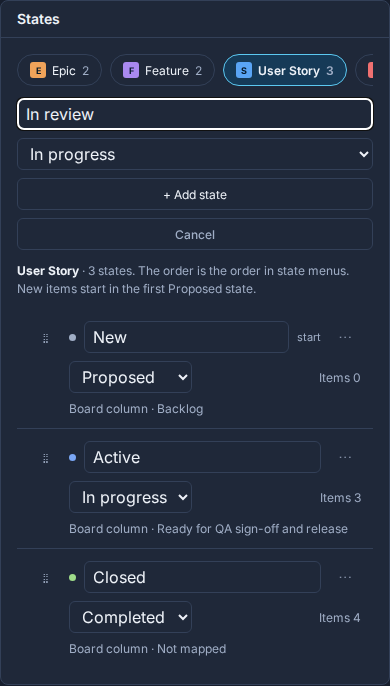 States
E Epic 2 F Feature 2 S User Story 3
In review
In progress
+ Add state
Cancel
User Story · 3 states. The order is the order in state menus.
New items start in the first Proposed state.
New start ...
Proposed Items 0
Board column · Backlog
Active ...
In progress Items 3
Board column · Ready for QA sign-off and release
Closed ...
Completed Items 4
Board column · Not mapped